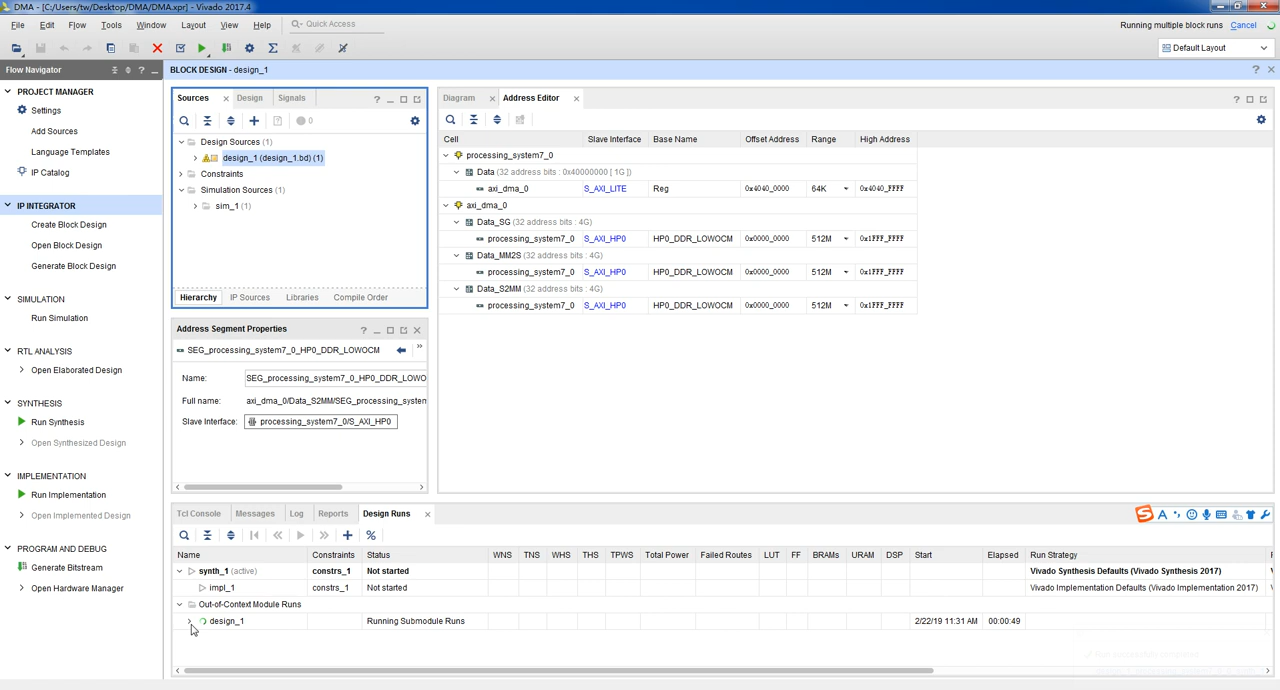 DMA - [C:/Users/tw/Desktop/DMA/DMA.xpr] - Vivado 2017.4
File Edit Flow Tools Window Layout View Help Quick Access
Running multiple block runs Cancel
Default Layout
Flow Navigator
BLOCK DESIGN - design_1
PROJECT MANAGER
Settings
Add Sources
Language Templates
IP Catalog
IP INTEGRATOR
Create Block Design
Open Block Design
Generate Block Design
SIMULATION
Run Simulation
RTL ANALYSIS
Open Elaborated Design
SYNTHESIS
Run Synthesis
Open Synthesized Design
IMPLEMENTATION
Run Implementation
Open Implemented Design
PROGRAM AND DEBUG
Generate Bitstream
Open Hardware Manager
Sources Design Signals
0
Design Sources (1)
design_1 (design_1.bd) (1)
Constraints
Simulation Sources (1)
sim_1 (1)
Hierarchy IP Sources Libraries Compile Order
Address Segment Properties
SEG_processing_system7_0_HP0_DDR_LOWOCM
Name: SEG_processing_system7_0_HP0_DDR_LOWO
Full name: axi_dma_0/Data_S2MM/SEG_processing_system
Slave Interface: processing_system7_0/S_AXI_HP0
Diagram Address Editor
Cell Slave Interface Base Name Offset Address Range High Address
processing_system7_0
Data (32 address bits : 0x40000000 [ 1G ])
axi_dma_0 S_AXI_LITE Reg 0x4040_0000 64K 0x4040_FFFF
axi_dma_0
Data_SG (32 address bits : 4G)
processing_system7_0 S_AXI_HP0 HP0_DDR_LOWOCM 0x0000_0000 512M 0x1FFF_FFFF
Data_MM2S (32 address bits : 4G)
processing_system7_0 S_AXI_HP0 HP0_DDR_LOWOCM 0x0000_0000 512M 0x1FFF_FFFF
Data_S2MM (32 address bits : 4G)
processing_system7_0 S_AXI_HP0 HP0_DDR_LOWOCM 0x0000_0000 512M 0x1FFF_FFFF
Tcl Console Messages Log Reports Design Runs
Name Constraints Status WNS TNS WHS THS TPWS Total Power Failed Routes LUT FF BRAMs URAM DSP Start Elapsed Run Strategy
synth_1 (active) constrs_1 Not started Vivado Synthesis Defaults (Vivado Synthesis 2017)
impl_1 constrs_1 Not started Vivado Implementation Defaults (Vivado Implementation 2017)
Out-of-Context Module Runs
design_1 Running Submodule Runs 2/22/19 11:31 AM 00:00:49